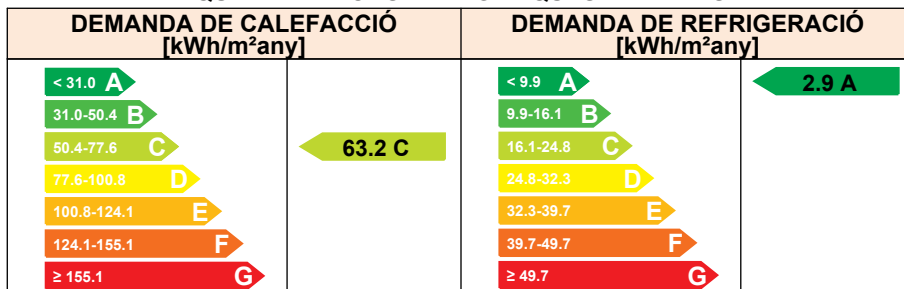 DEMANDA DE CALEFACCIÓ
[kWh/m²any]
DEMANDA DE REFRIGERACIÓ
[kWh/m²any]
< 31.0 A
31.0-50.4 B
50.4-77.6 C
77.6-100.8 D
100.8-124.1 E
124.1-155.1 F
≥ 155.1 G
63.2 C
< 9.9 A
9.9-16.1 B
16.1-24.8 C
24.8-32.3 D
32.3-39.7 E
39.7-49.7 F
≥ 49.7 G
2.9 A